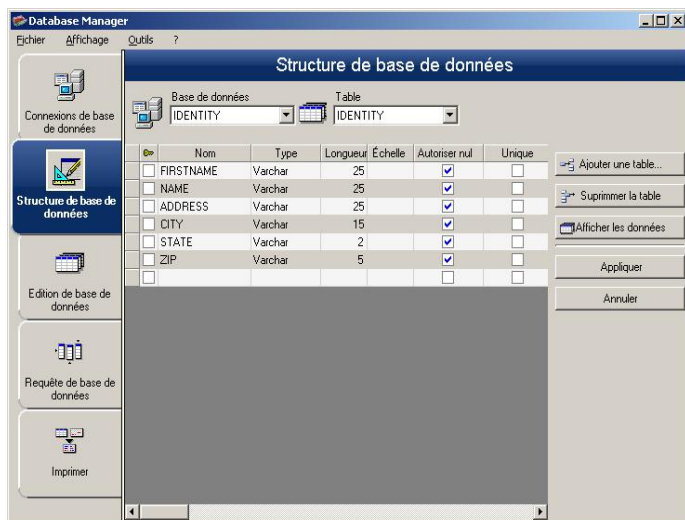 Database Manager
Fichier Affichage Outils ?
Structure de base de données
Connexions de base
de données
Structure de base de
données
Edition de base de
données
Requête de base de
données
Imprimer
Base de données
IDENTITY
Table
IDENTITY
Nom Type Longueur Échelle Autoriser nul Unique
FIRSTNAME Varchar 25
NAME Varchar 25
ADDRESS Varchar 25
CITY Varchar 15
STATE Varchar 2
ZIP Varchar 5
Ajouter une table...
Suprimmer la table
Afficher les données
Appliquer
Annuler